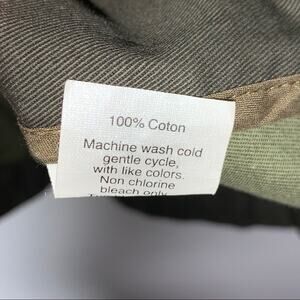 100% Coton
Machine wash cold
gentle cycle,
with like colors.
Non chlorine
bleach only